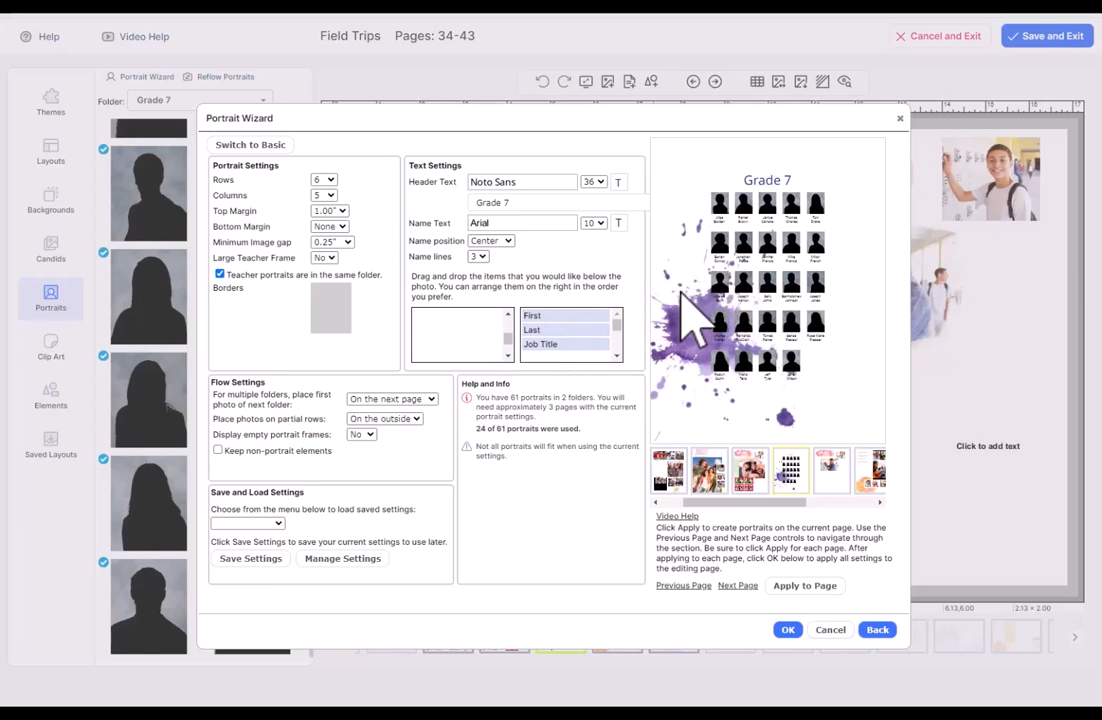 Help
Video Help
Field Trips
Pages: 34-43
Cancel and Exit
Save and Exit
Portrait Wizard
Reflow Portraits
Folder:
Grade 7
Themes
Layouts
Backgrounds
Candids
Portraits
Clip Art
Elements
Saved Layouts
14
15
16
17
Portrait Wizard
Switch to Basic
Portrait Settings
Rows
6
Columns
5
Top Margin
1.00"
Bottom Margin
None
Minimum Image gap
0.25"
Large Teacher Frame
No
Teacher portraits are in the same folder.
Borders
Text Settings
Header Text
Noto Sans
36
T
Grade 7
Name Text
Arial
10
T
Name position
Center
Name lines
3
Drag and drop the items that you would like below the
photo. You can arrange them on the right in the order
you prefer.
First
Last
Job Title
Flow Settings
For multiple folders, place first
photo of next folder:
On the next page
Place photos on partial rows:
On the outside
Display empty portrait frames:
No
Keep non-portrait elements
Help and Info
You have 61 portraits in 2 folders. You will
need approximately 3 pages with the current
portrait settings.
24 of 61 portraits were used.
Not all portraits will fit when using the current
settings.
Save and Load Settings
Choose from the menu below to load saved settings:
Click Save Settings to save your current settings to use later.
Save Settings
Manage Settings
Grade 7
Video Help
Click Apply to create portraits on the current page. Use the
Previous Page and Next Page controls to navigate through
the section. Be sure to click Apply for each page. After
applying to each page, click OK below to apply all settings to
the editing page.
Previous Page
Next Page
Apply to Page
OK
Cancel
Back
Click to add text
6.13,6.00
2.13 × 2.00